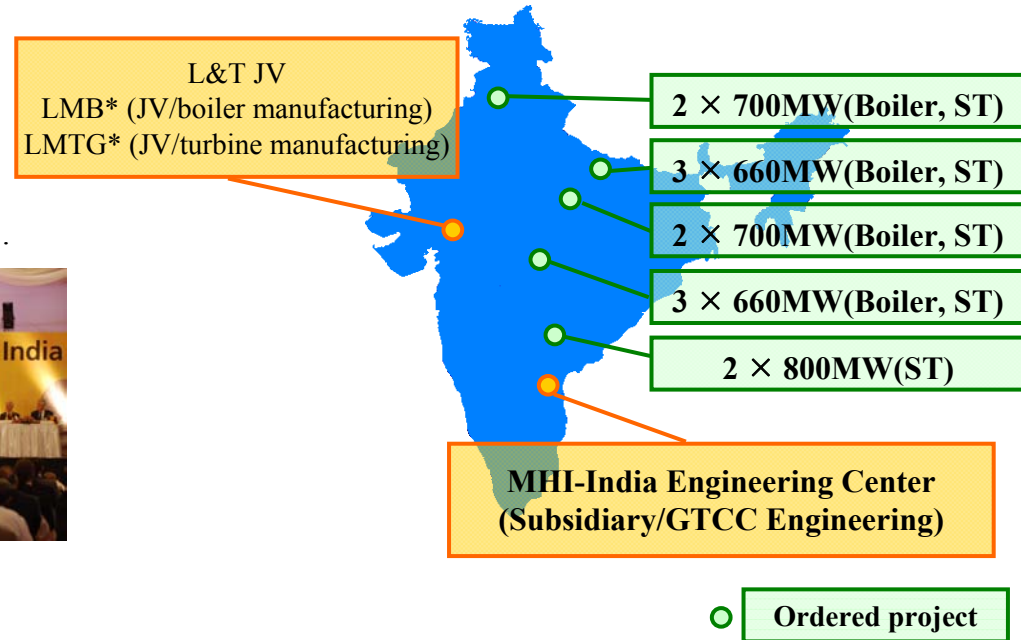 L&T JV
LMB* (JV/boiler manufacturing)
LMTG* (JV/turbine manufacturing)
2 × 700MW(Boiler, ST)
3 × 660MW(Boiler, ST)
2 × 700MW(Boiler, ST)
3 × 660MW(Boiler, ST)
2 × 800MW(ST)
.
India
MHI-India Engineering Center
(Subsidiary/GTCC Engineering)
Ordered project